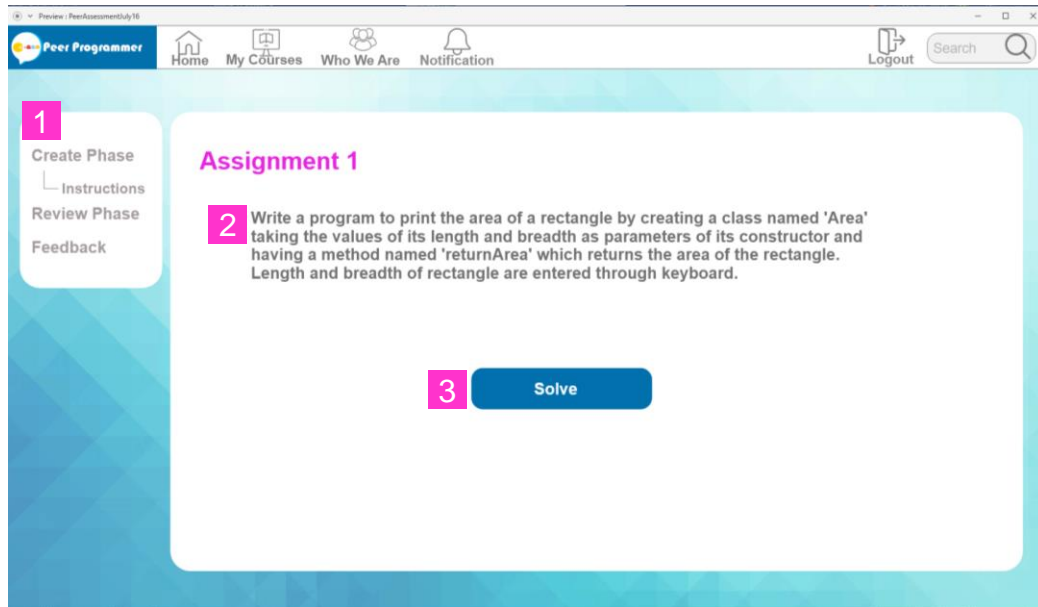 Preview : PeerAssessmentJuly16
Peer Programmer
Home My Courses Who We Are Notification Logout Search
1
Create Phase
Instructions
Review Phase
Feedback
Assignment 1
2
Write a program to print the area of a rectangle by creating a class named 'Area'
taking the values of its length and breadth as parameters of its constructor and
having a method named 'returnArea' which returns the area of the rectangle.
Length and breadth of rectangle are entered through keyboard.
3
Solve